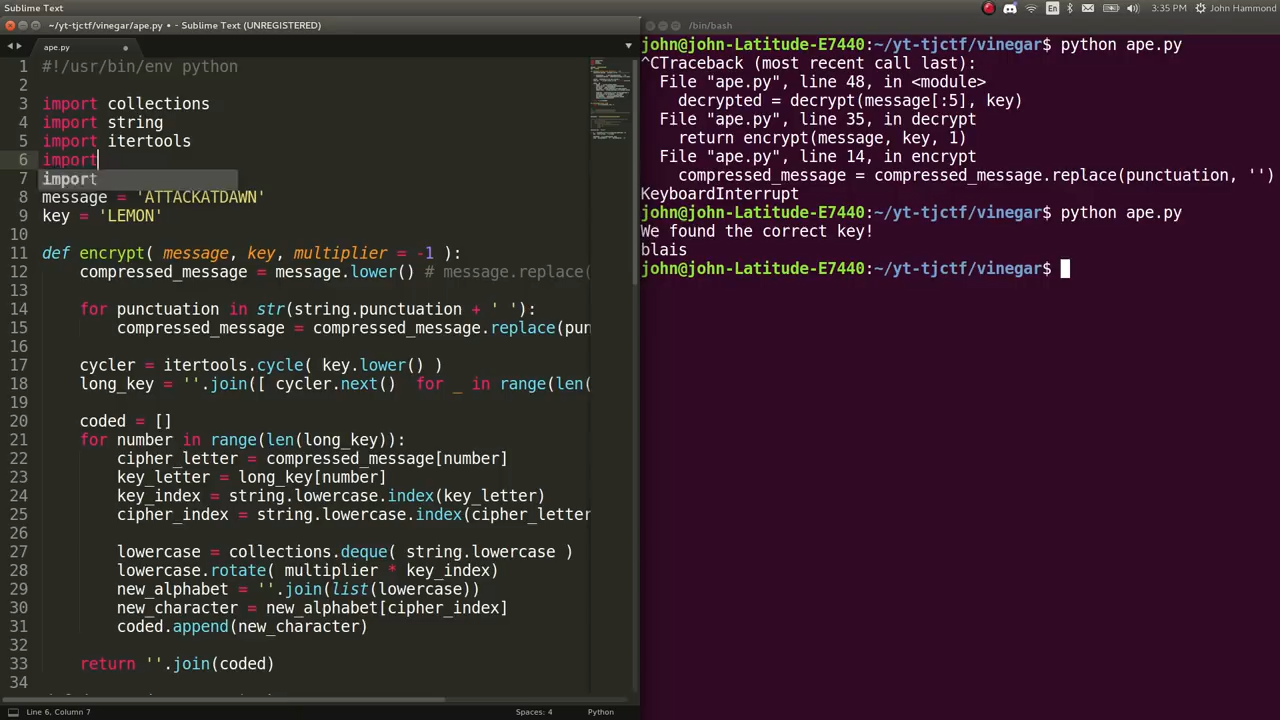 Sublime Text
En
3:35 PM
John Hammond
~/yt-tjctf/vinegar/ape.py • - Sublime Text (UNREGISTERED)
ape.py
1 #!/usr/bin/env python
2
3 import collections
4 import string
5 import itertools
6 import
import
7
8 message = 'ATTACKATDAWN'
9 key = 'LEMON'
10
11 def encrypt( message, key, multiplier = -1 ):
12 compressed_message = message.lower() # message.replace(
13
14 for punctuation in str(string.punctuation + ' '):
15 compressed_message = compressed_message.replace(pun
16
17 cycler = itertools.cycle( key.lower() )
18 long_key = ''.join([ cycler.next()  for _ in range(len(
19
20 coded = []
21 for number in range(len(long_key)):
22 cipher_letter = compressed_message[number]
23 key_letter = long_key[number]
24 key_index = string.lowercase.index(key_letter)
25 cipher_index = string.lowercase.index(cipher_letter
26
27 lowercase = collections.deque( string.lowercase )
28 lowercase.rotate( multiplier * key_index)
29 new_alphabet = ''.join(list(lowercase))
30 new_character = new_alphabet[cipher_index]
31 coded.append(new_character)
32
33 return ''.join(coded)
34
Line 6, Column 7
Spaces: 4
Python
/bin/bash
john@john-Latitude-E7440:~/yt-tjctf/vinegar$ python ape.py
^CTraceback (most recent call last):
File "ape.py", line 48, in <module>
decrypted = decrypt(message[:5], key)
File "ape.py", line 35, in decrypt
return encrypt(message, key, 1)
File "ape.py", line 14, in encrypt
compressed_message = compressed_message.replace(punctuation, '')
KeyboardInterrupt
john@john-Latitude-E7440:~/yt-tjctf/vinegar$ python ape.py
We found the correct key!
blais
john@john-Latitude-E7440:~/yt-tjctf/vinegar$